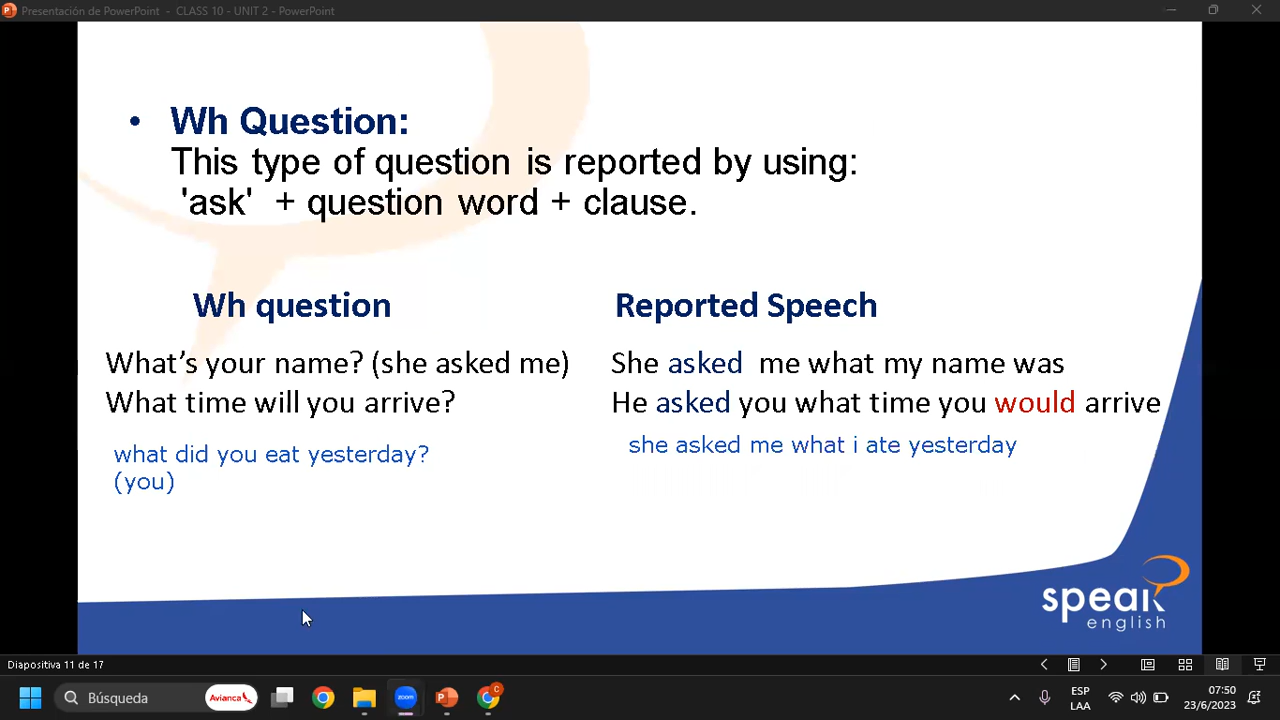 Presentación de PowerPoint - CLASS 10 - UNIT 2 - PowerPoint
• Wh Question:
This type of question is reported by using:
'ask' + question word + clause.
Wh question
Reported Speech
What's your name? (she asked me)
She asked me what my name was
What time will you arrive?
He asked you what time you would arrive
what did you eat yesterday?
(you)
she asked me what i ate yesterday
speak
english
Diapositiva 11 de 17
Búsqueda
Avianca
zoom
C
ESP
LAA
07:50
23/6/2023